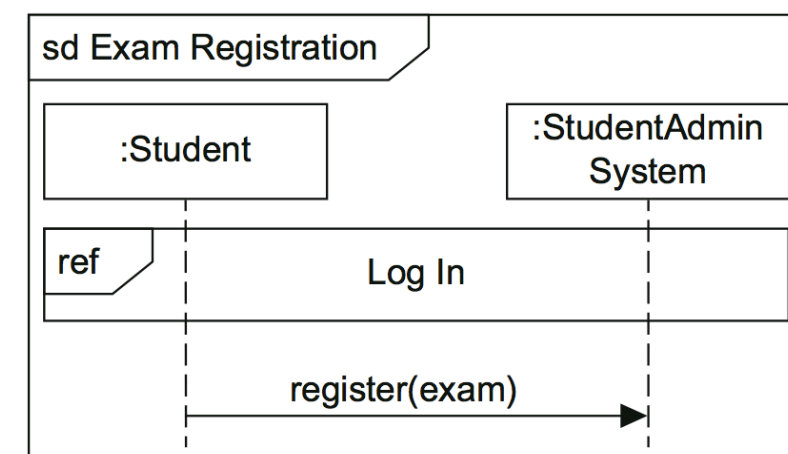 sd Exam Registration
:Student
:StudentAdmin
System
ref
Log In
register(exam)